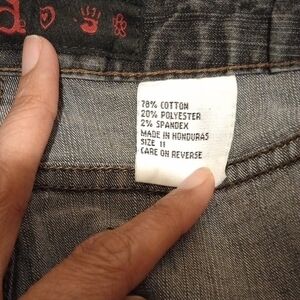 78% COTTON
20% POLYESTER
2% SPANDEX
MADE IN HONDURAS
SIZE 11
CARE ON REVERSE